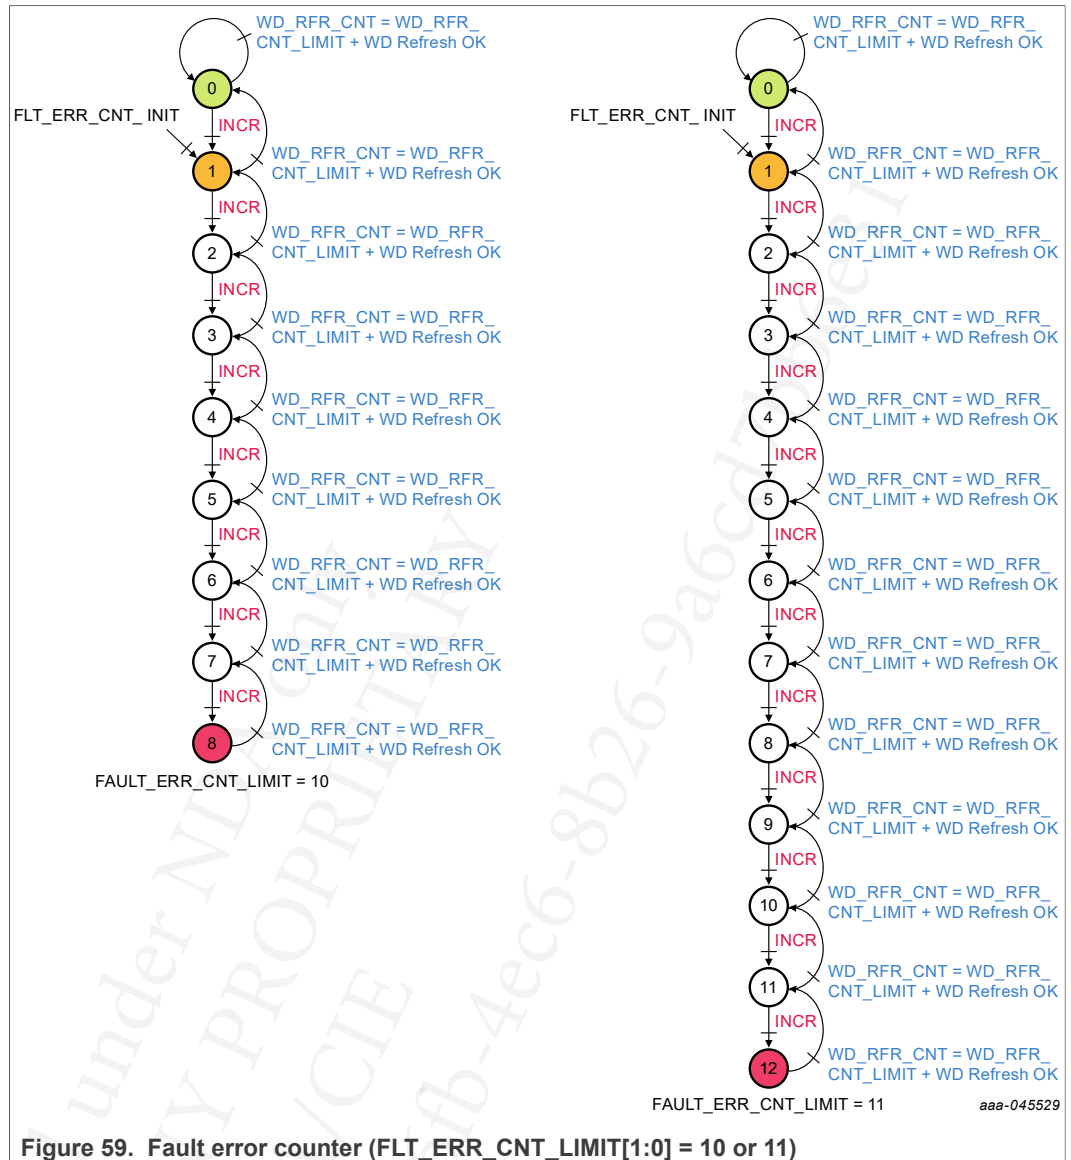 WD_RFR_CNT = WD_RFR_
CNT_LIMIT + WD Refresh OK
0
FLT_ERR_CNT_ INIT
INCR
WD_RFR_CNT = WD_RFR_
CNT_LIMIT + WD Refresh OK
1
INCR
WD_RFR_CNT = WD_RFR_
CNT_LIMIT + WD Refresh OK
2
INCR
WD_RFR_CNT = WD_RFR_
CNT_LIMIT + WD Refresh OK
3
INCR
WD_RFR_CNT = WD_RFR_
CNT_LIMIT + WD Refresh OK
4
INCR
WD_RFR_CNT = WD_RFR_
CNT_LIMIT + WD Refresh OK
5
INCR
WD_RFR_CNT = WD_RFR_
CNT_LIMIT + WD Refresh OK
6
INCR
WD_RFR_CNT = WD_RFR_
CNT_LIMIT + WD Refresh OK
7
INCR
WD_RFR_CNT = WD_RFR_
CNT_LIMIT + WD Refresh OK
8
FAULT_ERR_CNT_LIMIT = 10
WD_RFR_CNT = WD_RFR_
CNT_LIMIT + WD Refresh OK
0
FLT_ERR_CNT_ INIT
INCR
WD_RFR_CNT = WD_RFR_
CNT_LIMIT + WD Refresh OK
1
INCR
WD_RFR_CNT = WD_RFR_
CNT_LIMIT + WD Refresh OK
2
INCR
WD_RFR_CNT = WD_RFR_
CNT_LIMIT + WD Refresh OK
3
INCR
WD_RFR_CNT = WD_RFR_
CNT_LIMIT + WD Refresh OK
4
INCR
WD_RFR_CNT = WD_RFR_
CNT_LIMIT + WD Refresh OK
5
INCR
WD_RFR_CNT = WD_RFR_
CNT_LIMIT + WD Refresh OK
6
INCR
WD_RFR_CNT = WD_RFR_
CNT_LIMIT + WD Refresh OK
7
INCR
WD_RFR_CNT = WD_RFR_
CNT_LIMIT + WD Refresh OK
8
INCR
WD_RFR_CNT = WD_RFR_
CNT_LIMIT + WD Refresh OK
9
INCR
WD_RFR_CNT = WD_RFR_
CNT_LIMIT + WD Refresh OK
10
INCR
WD_RFR_CNT = WD_RFR_
CNT_LIMIT + WD Refresh OK
11
INCR
WD_RFR_CNT = WD_RFR_
CNT_LIMIT + WD Refresh OK
12
FAULT_ERR_CNT_LIMIT = 11
aaa-045529
Figure 59. Fault error counter (FLT_ERR_CNT_LIMIT[1:0] = 10 or 11)
under NDA only.
PROPRIETARY
/CIE